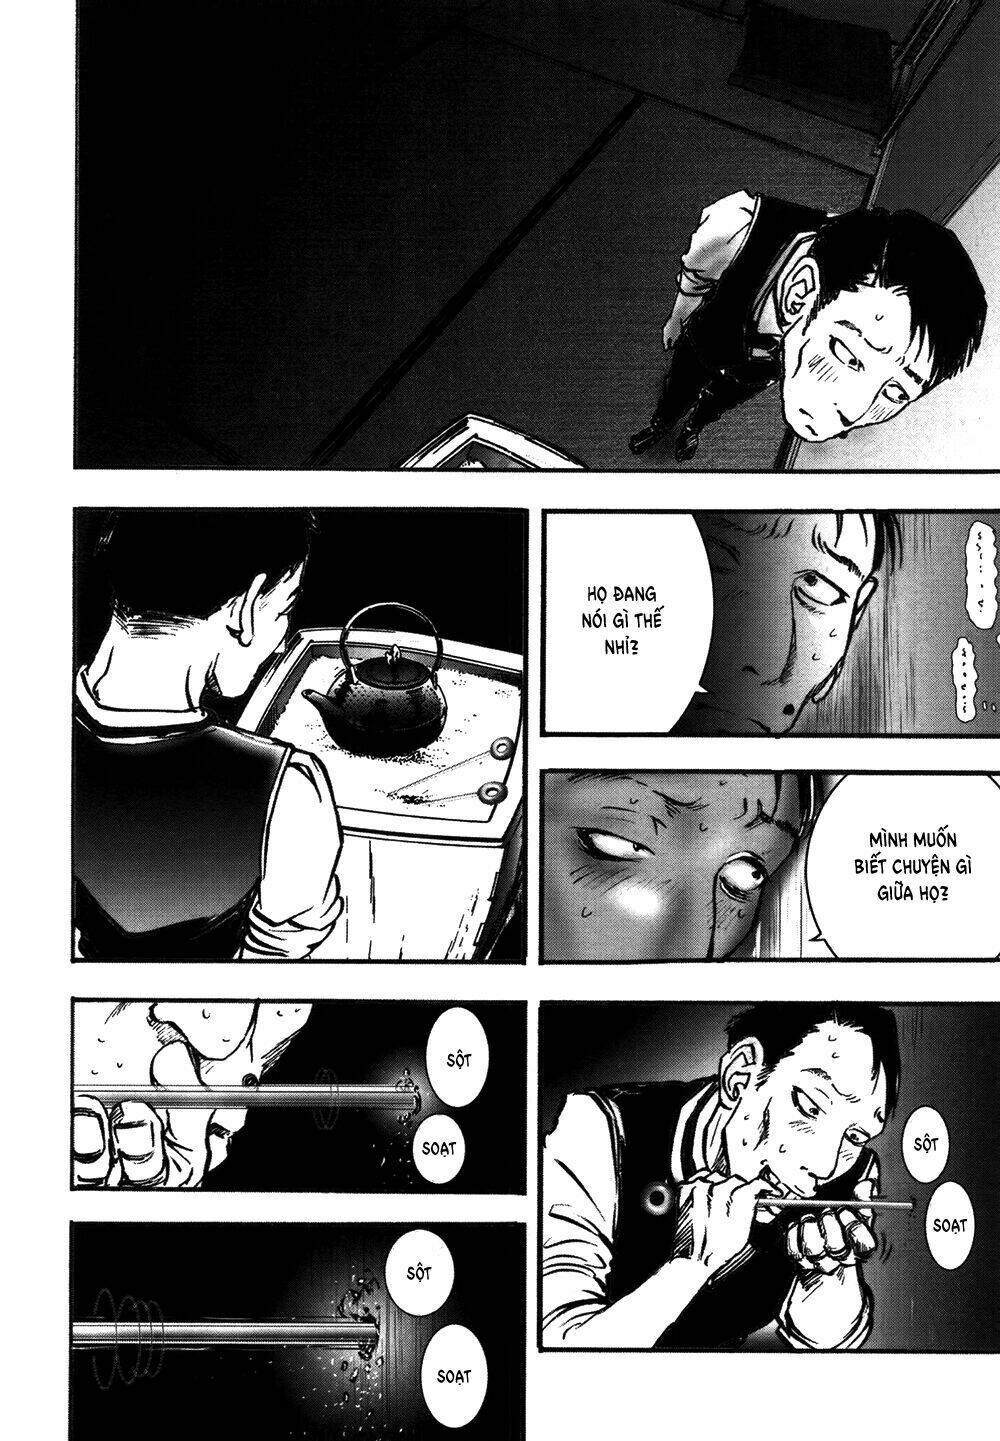 HỌ ĐANG
NÓI GÌ THẾ
NHỈ?
MÌNH MUỐN
BIẾT CHUYỆN GÌ
GIỮA HỌ?
SỘT
SOẠT
SỘT
SOẠT
SỘT
SOẠT